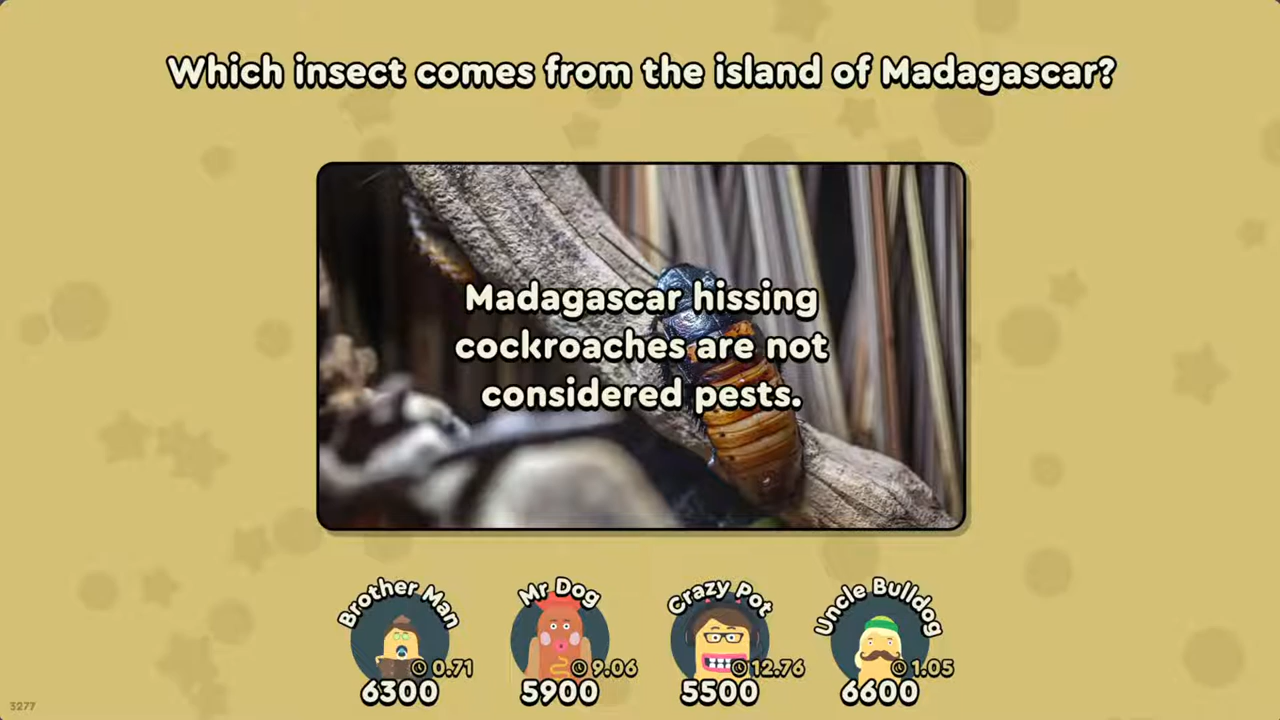 Which insect comes from the island of Madagascar?
Madagascar hissing
cockroaches are not
considered pests.
Brother Man
Mr Dog
Crazy Pot
Uncle Bulldog
0.71
9.06
12.76
1.05
6300
5900
5500
6600
3277